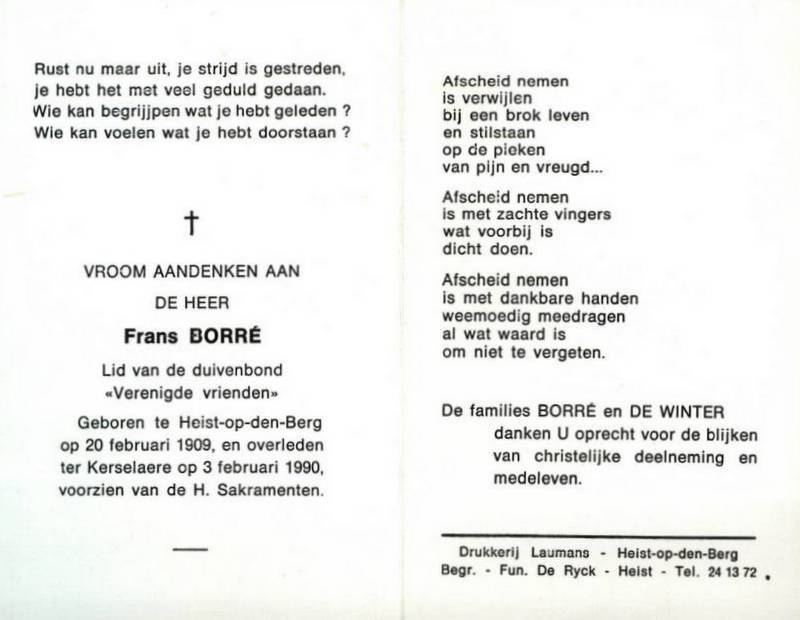 Rust nu maar uit, je strijd is gestreden,
je hebt het met veel geduld gedaan.
Wie kan begrijjpen wat je hebt geleden ?
Wie kan voelen wat je hebt doorstaan ?
†
VROOM AANDENKEN AAN
DE HEER
Frans BORRÉ
Lid van de duivenbond
«Verenigde vrienden»
Geboren te Heist-op-den-Berg
op 20 februari 1909, en overleden
ter Kerselaere op 3 februari 1990,
voorzien van de H. Sakramenten.
Afscheid nemen
is verwijlen
bij een brok leven
en stilstaan
op de pieken
van pijn en vreugd...
Afscheid nemen
is met zachte vingers
wat voorbij is
dicht doen.
Afscheid nemen
is met dankbare handen
weemoedig meedragen
al wat waard is
om niet te vergeten.
De families BORRÉ en DE WINTER
danken U oprecht voor de blijken
van christelijke deelneming en
medeleven.
Drukkerij Laumans - Heist-op-den-Berg
Begr. - Fun. De Ryck - Heist - Tel. 24 13 72 .